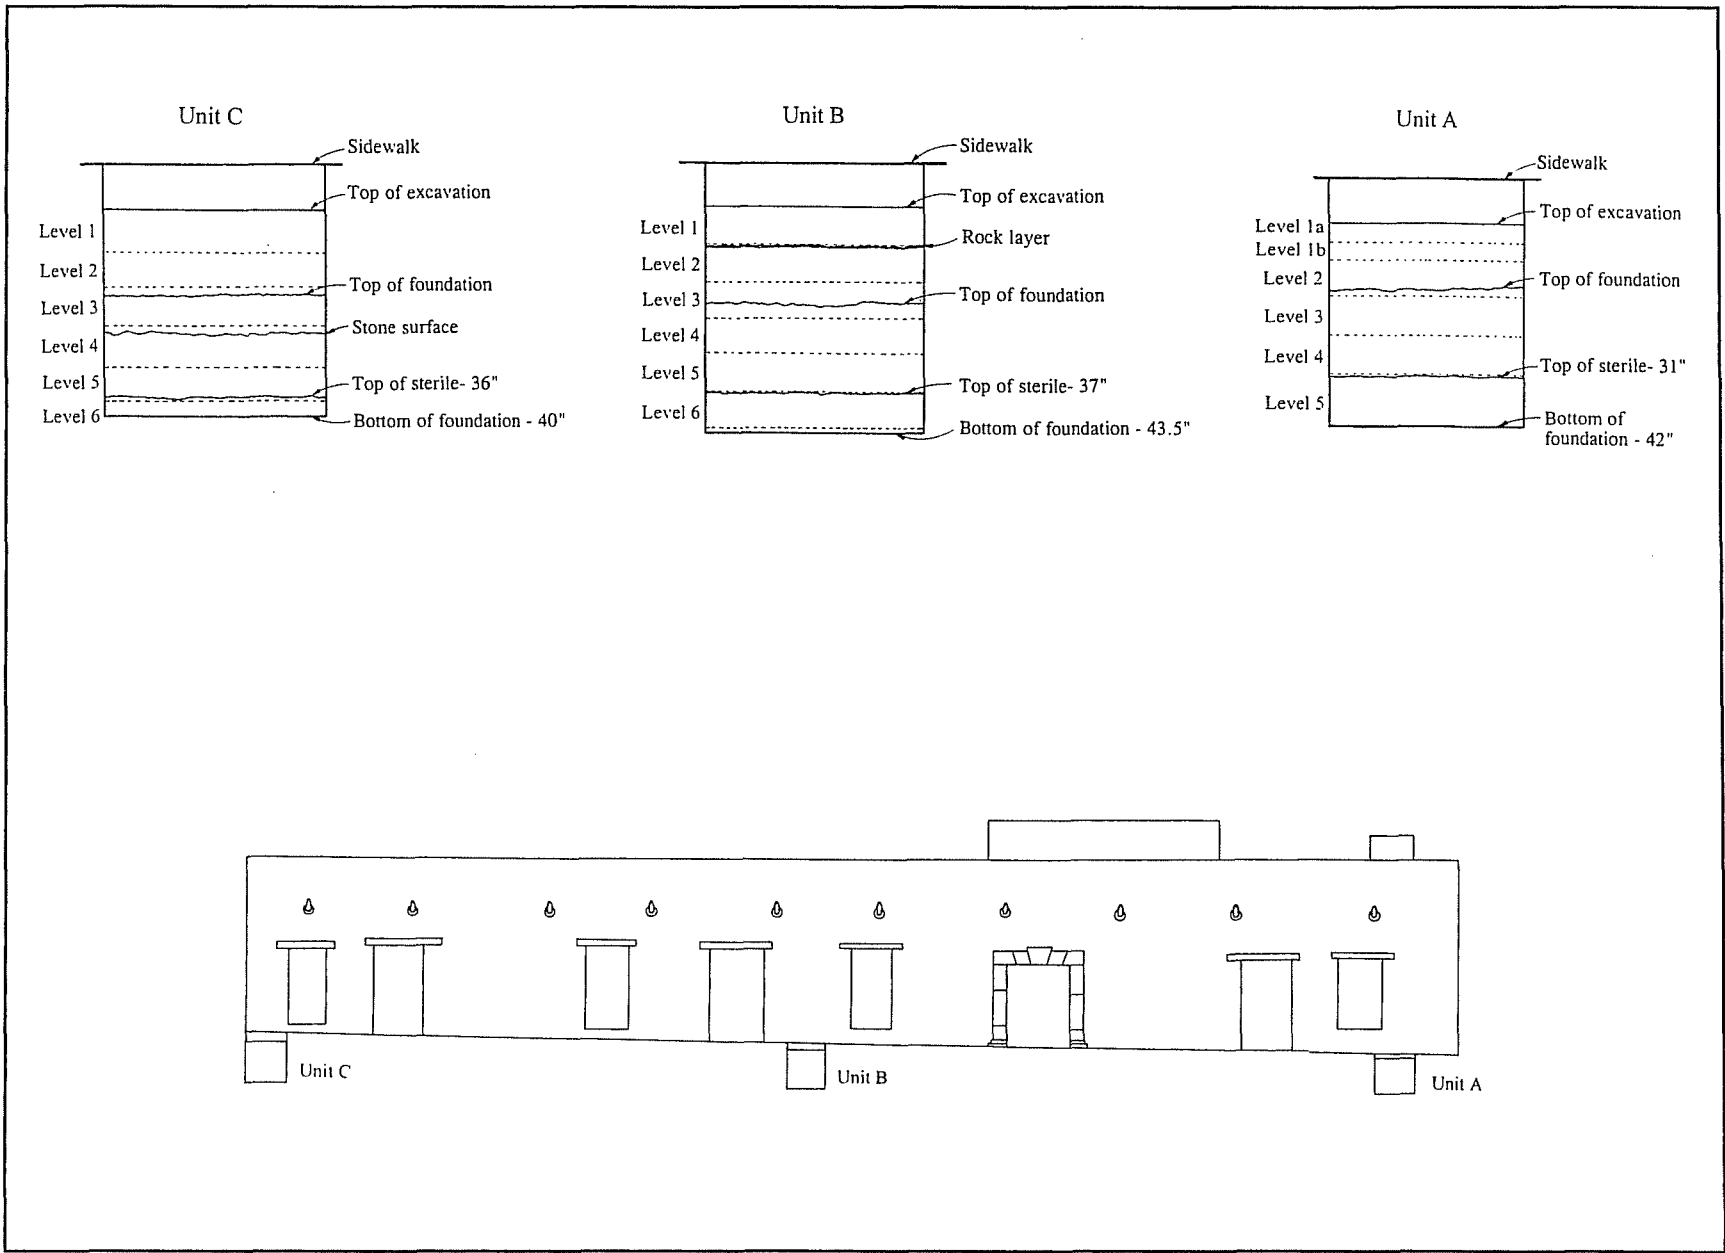 Unit C
Sidewalk
Top of excavation
Level 1
Level 2
Top of foundation
Level 3
Stone surface
Level 4
Level 5
Top of sterile- 36"
Level 6
Bottom of foundation - 40"
Unit B
Sidewalk
Top of excavation
Level 1
Rock layer
Level 2
Level 3
Top of foundation
Level 4
Level 5
Top of sterile- 37"
Level 6
Bottom of foundation - 43.5"
Unit A
Sidewalk
Top of excavation
Level 1a
Level 1b
Level 2
Top of foundation
Level 3
Level 4
Top of sterile- 31"
Level 5
Bottom of
foundation - 42"
Unit C
Unit B
Unit A